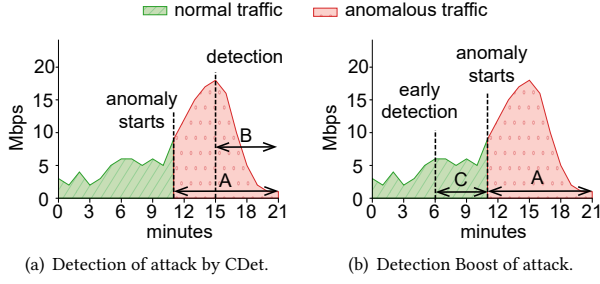 normal traffic anomalous traffic
detection
anomaly
starts
20
15
10
5
0
Mbps
B
A
0 3 6 9 12 15 18 21
minutes
(a) Detection of attack by CDet.
anomaly
starts
early
detection
20
15
10
5
0
Mbps
C
A
0 3 6 9 12 15 18 21
minutes
(b) Detection Boost of attack.